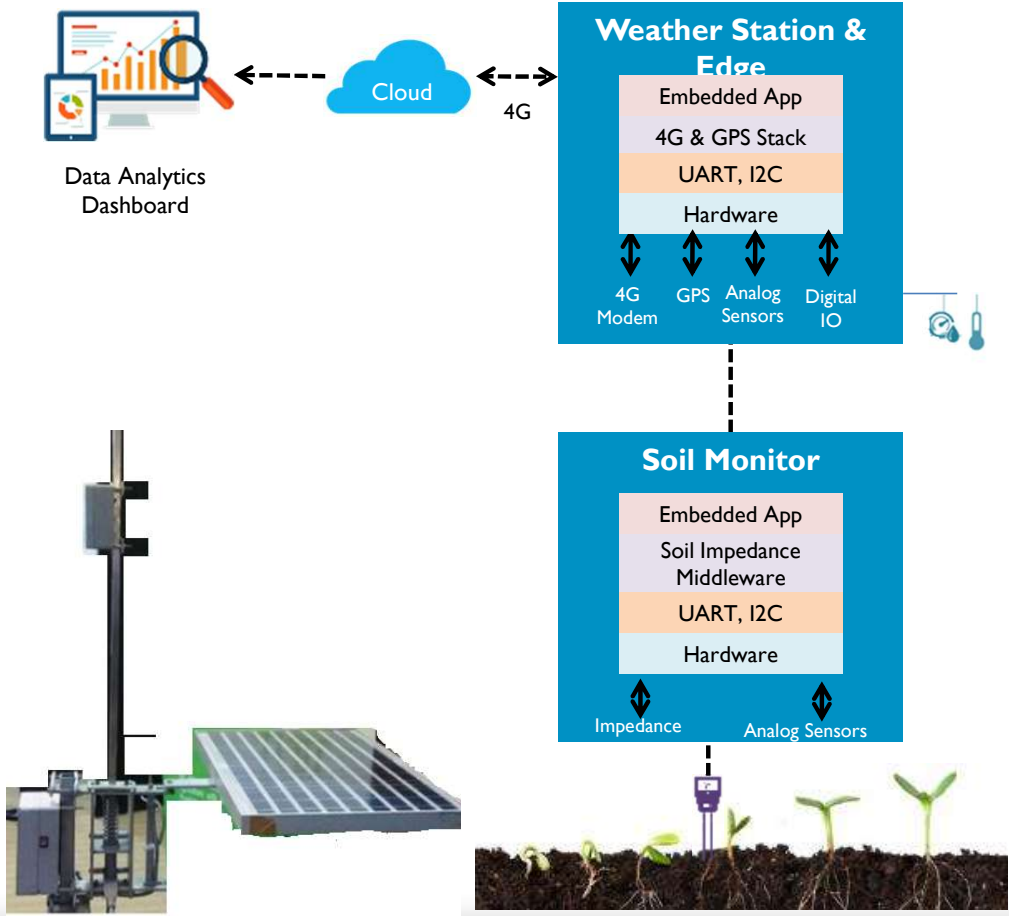 Weather Station &
Edge
Embedded App
4G & GPS Stack
UART, I2C
Hardware
4G
Modem
GPS
Analog
Sensors
Digital
IO
Cloud
4G
Data Analytics
Dashboard
Soil Monitor
Embedded App
Soil Impedance
Middleware
UART, I2C
Hardware
Impedance
Analog Sensors